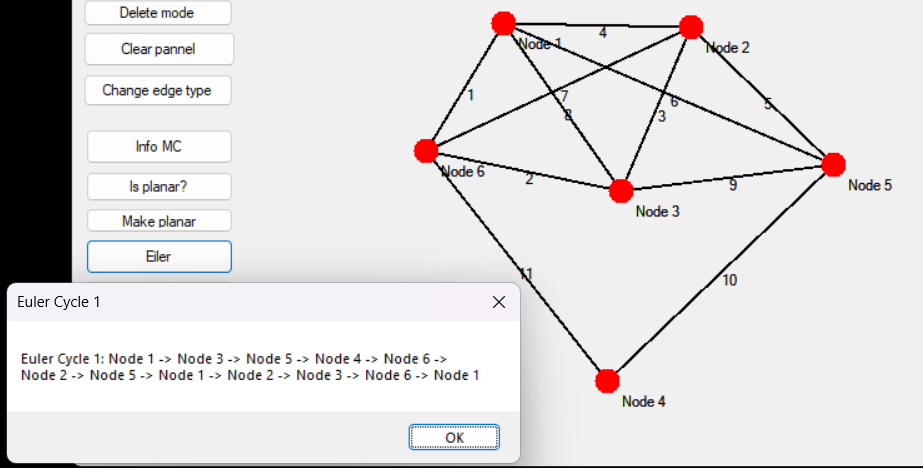 Delete mode
Clear pannel
Change edge type
Info MC
Is planar?
Make planar
Eiler
Node 1
4
Node 2
1
7
8
6
3
5
Node 6
2
9
Node 5
Node 3
11
10
Node 4
Euler Cycle 1
Euler Cycle 1: Node 1 -> Node 3 -> Node 5 -> Node 4 -> Node 6 ->
Node 2 -> Node 5 -> Node 1 -> Node 2 -> Node 3 -> Node 6 -> Node 1
OK